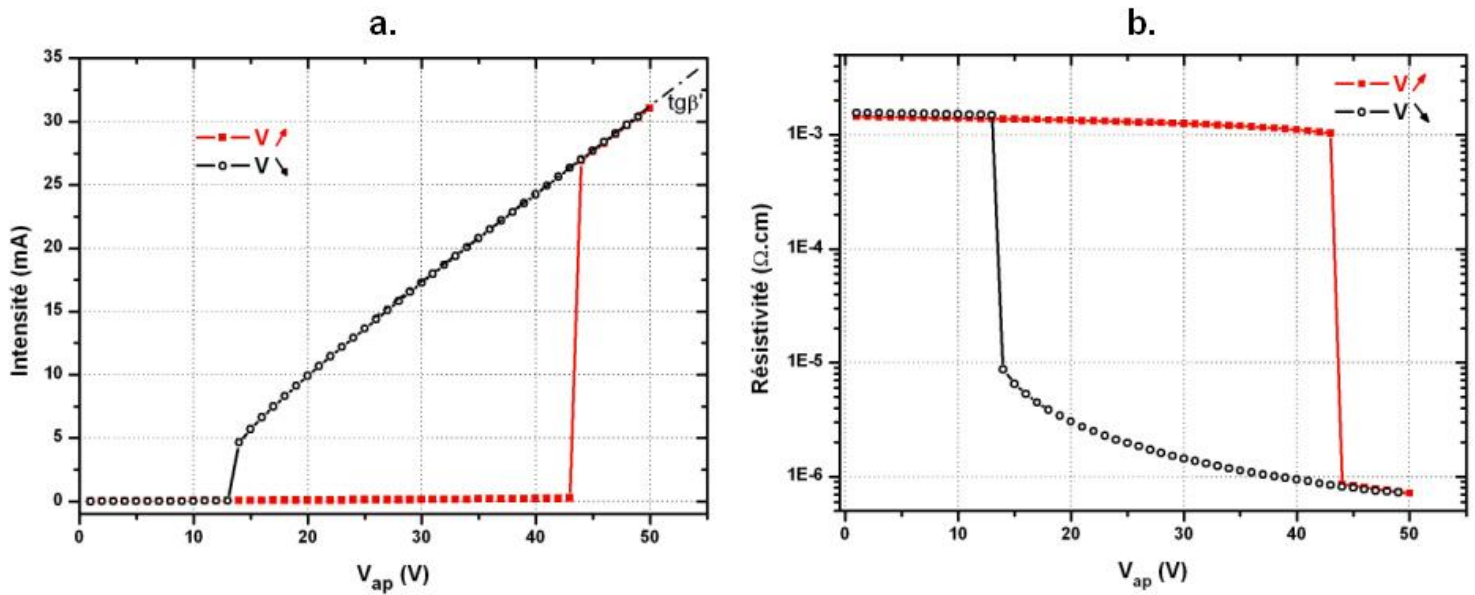 a.
35
30
25
20
15
10
5
0
Intensité (mA)
V
V
tgβ'
0 10 20 30 40 50
V_ap (V)
b.
1E-3
1E-4
1E-5
1E-6
Résistivité (Ω.cm)
V
V
0 10 20 30 40 50
V_ap (V)